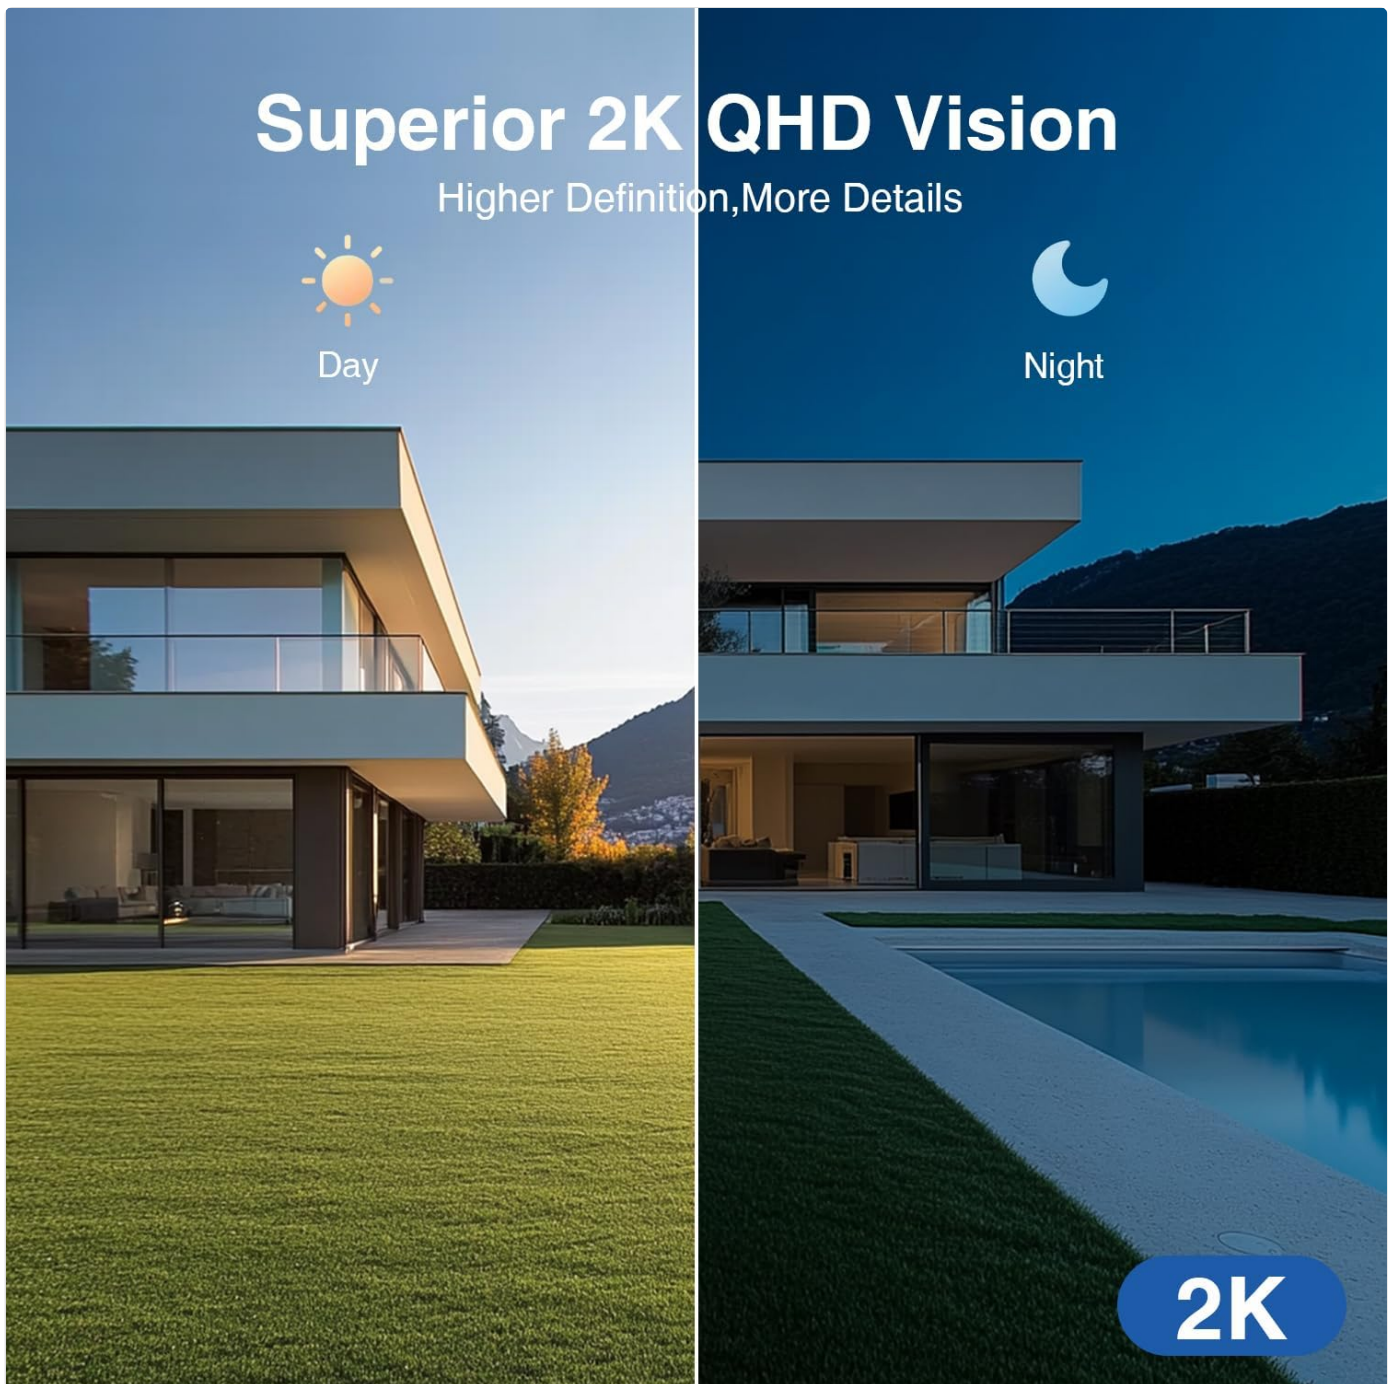 Superior 2K QHD Vision
Higher Definition,More Details
Day
Night
2K